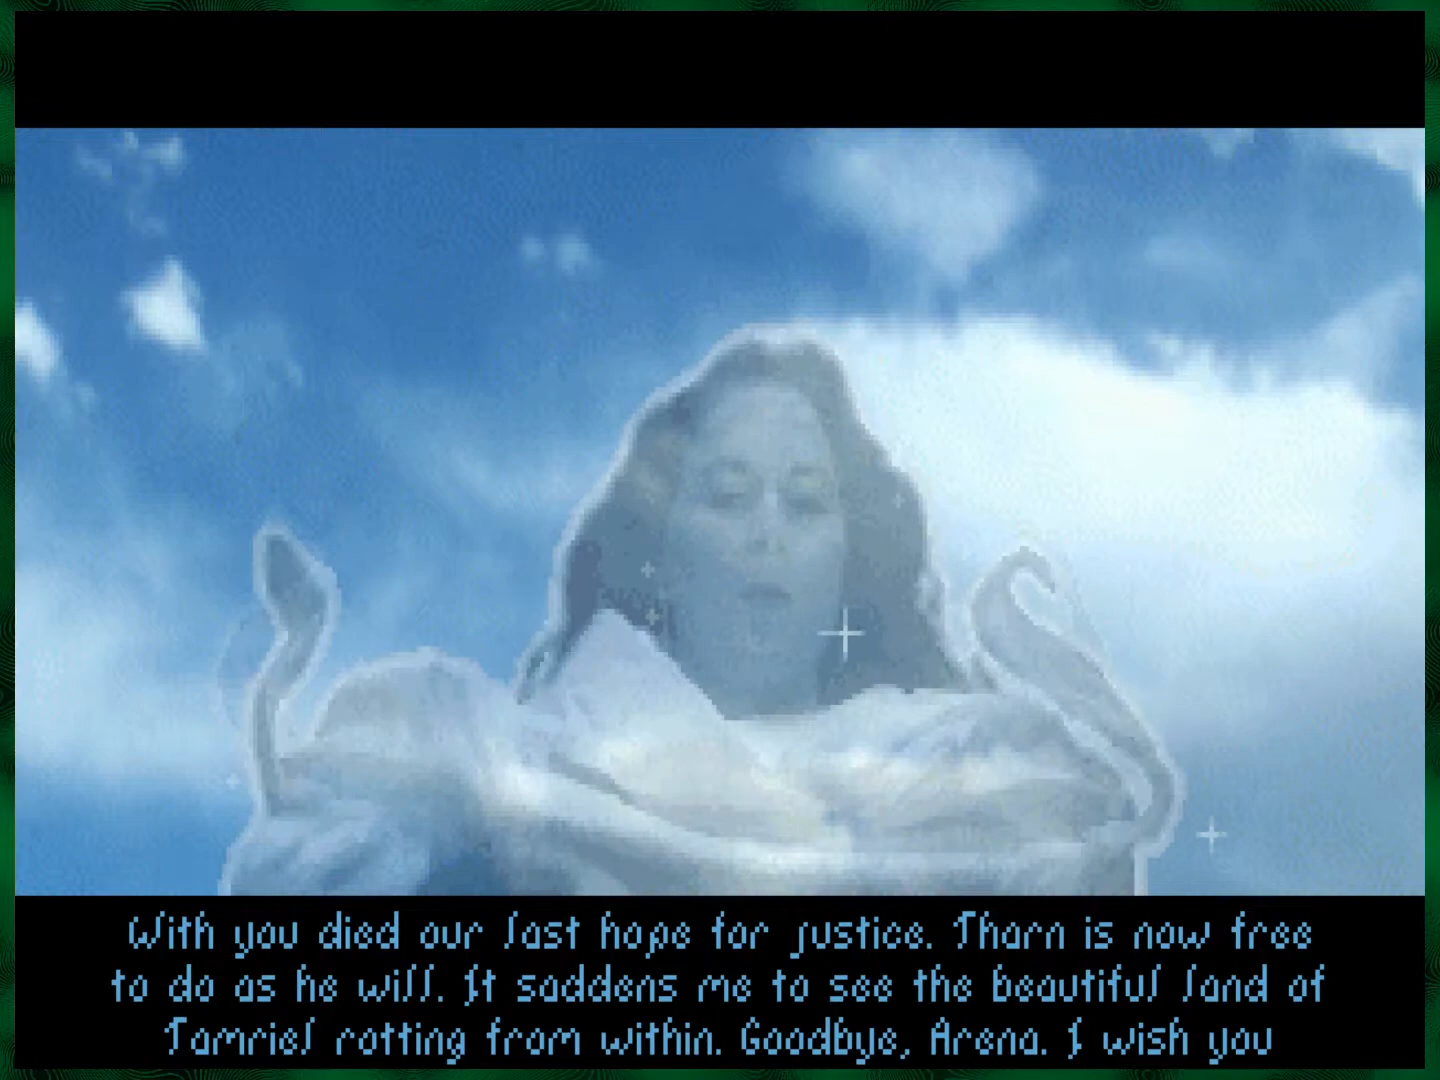 With you died our last hope for justice. Tharn is now free
to do as he will. It saddens me to see the beautiful land of
Tamriel rotting from within. Goodbye, Arena. I wish you